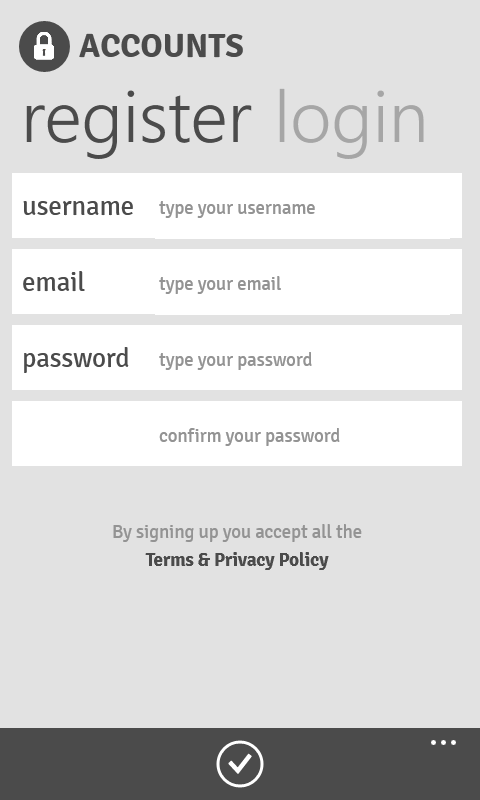 ACCOUNTS
register login
username type your username
email type your email
password type your password
confirm your password
By signing up you accept all the
Terms & Privacy Policy